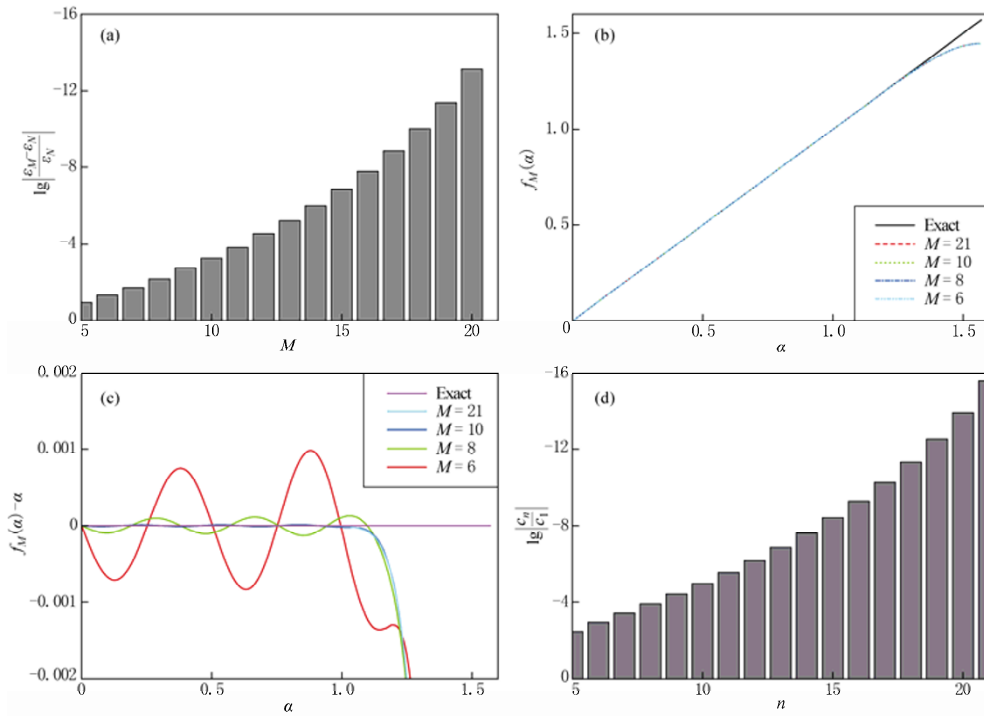 (a)
-16
-12
-8
-4
0
lg|ε_M-ε_N/ε_N|
5
10
15
20
M
(b)
1.5
1.0
0.5
f_M(α)
0
0.5
1.0
1.5
α
Exact
M = 21
M = 10
M = 8
M = 6
(c)
0.002
0.001
0
-0.001
-0.002
f_M(α)-α
0
0.5
1.0
1.5
α
Exact
M = 21
M = 10
M = 8
M = 6
(d)
-16
-12
-8
-4
0
lg|c_n/c_1|
5
10
15
20
n